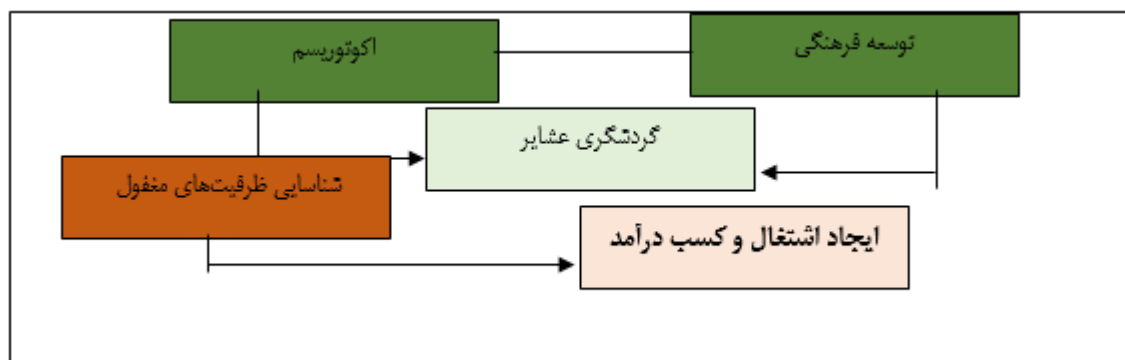 توسعه فرهنگی
اکوتوریسم
گردشگری عشایر
شناسایی ظرفیت‌های مغفول
ایجاد اشتغال و کسب درآمد